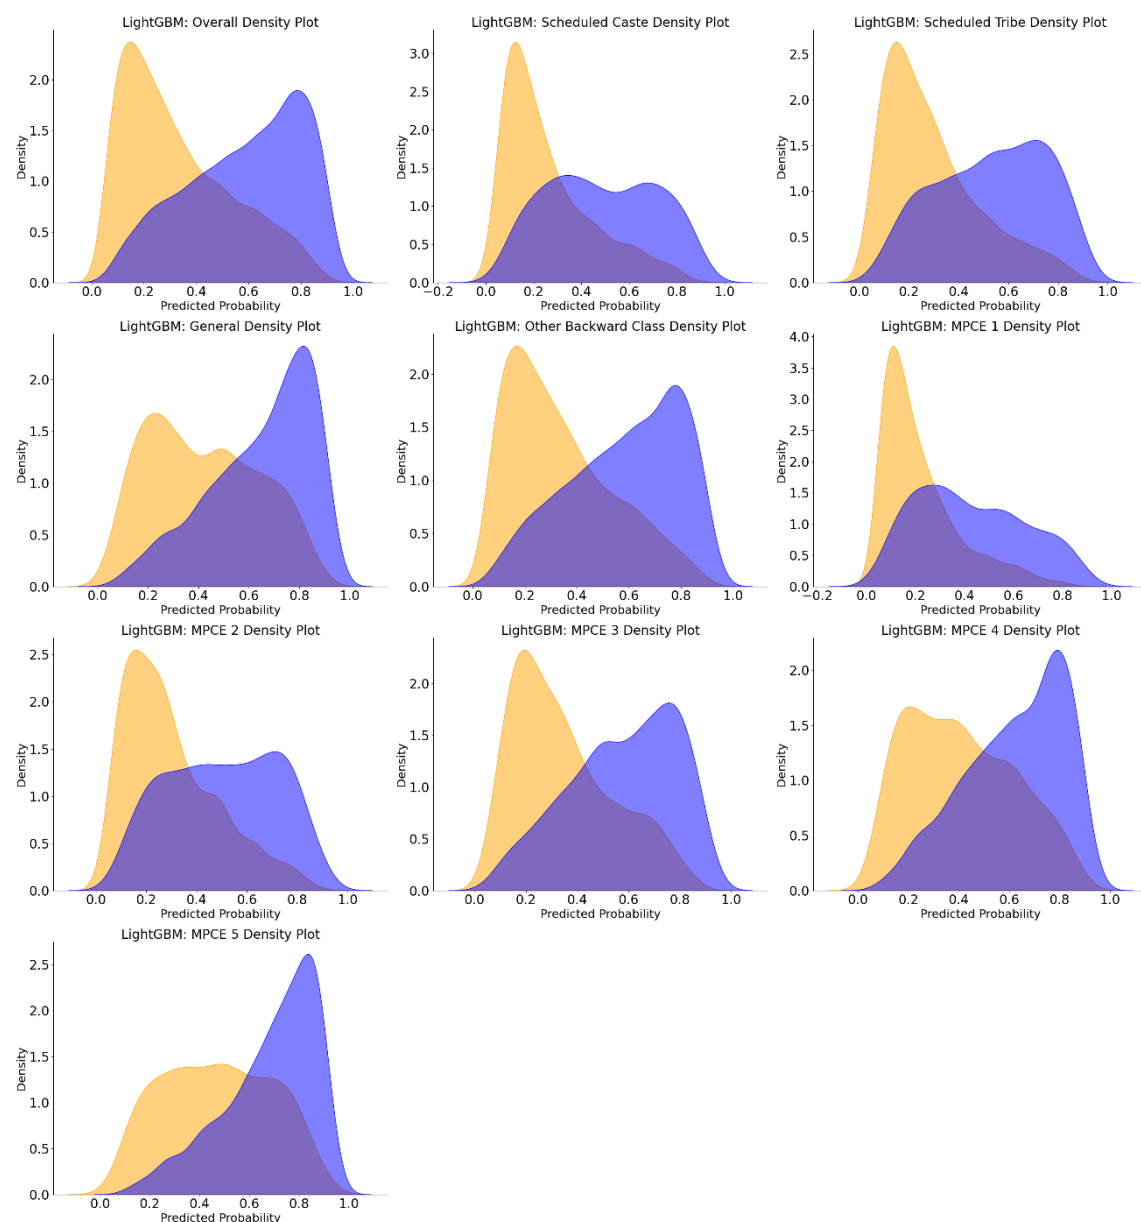 LightGBM: Overall Density Plot
Density
2.0
1.5
1.0
0.5
0.0
0.0 0.2 0.4 0.6 0.8 1.0
Predicted Probability
LightGBM: Scheduled Caste Density Plot
Density
3.0
2.5
2.0
1.5
1.0
0.5
0.0
−0.2 0.0 0.2 0.4 0.6 0.8 1.0
Predicted Probability
LightGBM: Scheduled Tribe Density Plot
Density
2.5
2.0
1.5
1.0
0.5
0.0
0.0 0.2 0.4 0.6 0.8 1.0
Predicted Probability
LightGBM: General Density Plot
Density
2.0
1.5
1.0
0.5
0.0
0.0 0.2 0.4 0.6 0.8 1.0
Predicted Probability
LightGBM: Other Backward Class Density Plot
Density
2.0
1.5
1.0
0.5
0.0
0.0 0.2 0.4 0.6 0.8 1.0
Predicted Probability
LightGBM: MPCE 1 Density Plot
Density
4.0
3.5
3.0
2.5
2.0
1.5
1.0
0.5
0.0
−0.2 0.0 0.2 0.4 0.6 0.8 1.0
Predicted Probability
LightGBM: MPCE 2 Density Plot
Density
2.5
2.0
1.5
1.0
0.5
0.0
0.0 0.2 0.4 0.6 0.8 1.0
Predicted Probability
LightGBM: MPCE 3 Density Plot
Density
2.0
1.5
1.0
0.5
0.0
0.0 0.2 0.4 0.6 0.8 1.0
Predicted Probability
LightGBM: MPCE 4 Density Plot
Density
2.0
1.5
1.0
0.5
0.0
0.0 0.2 0.4 0.6 0.8 1.0
Predicted Probability
LightGBM: MPCE 5 Density Plot
Density
2.5
2.0
1.5
1.0
0.5
0.0
0.0 0.2 0.4 0.6 0.8 1.0
Predicted Probability